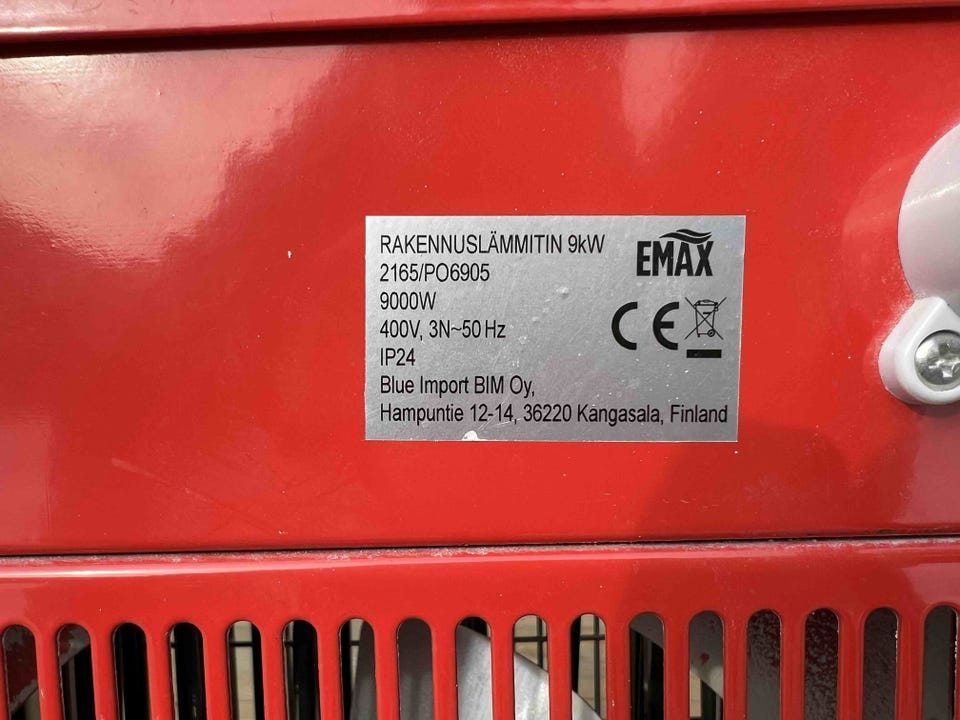 RAKENNUSLÄMMITIN 9kW
EMAX
2165/PO6905
9000W
400V, 3N~50 Hz
CE
IP24
Blue Import BIM Oy,
Hampuntie 12-14, 36220 Kangasala, Finland